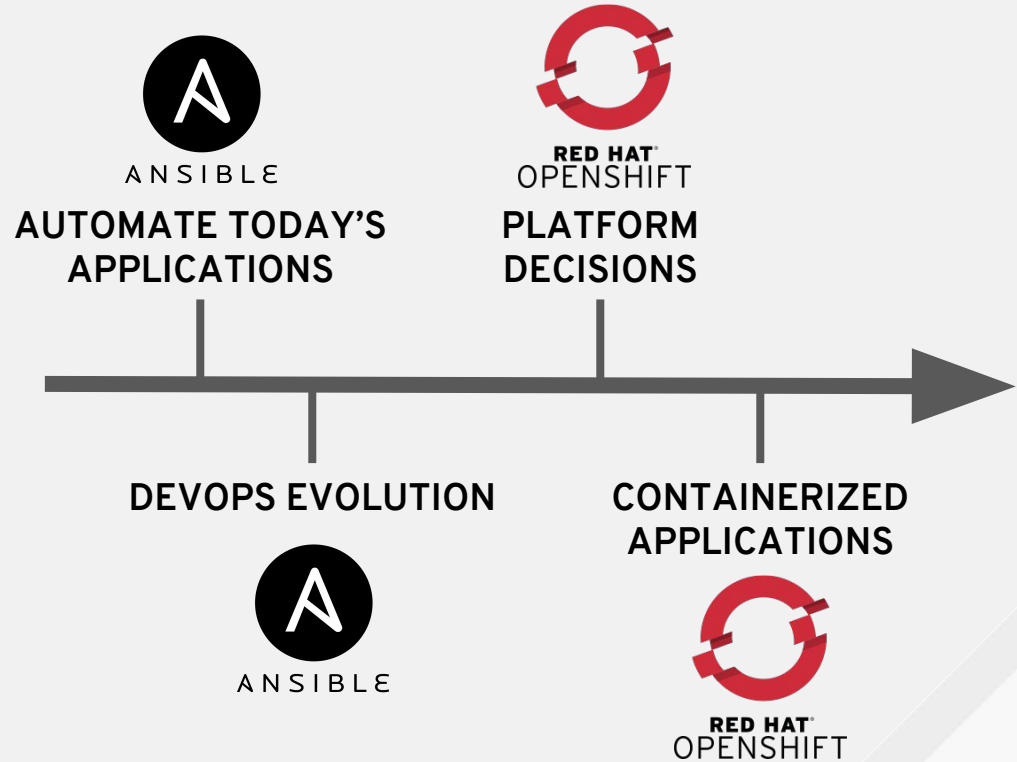 ANSIBLE
AUTOMATE TODAY’S
APPLICATIONS
RED HAT®
OPENSHIFT
PLATFORM
DECISIONS
DEVOPS EVOLUTION
ANSIBLE
CONTAINERIZED
APPLICATIONS
RED HAT®
OPENSHIFT